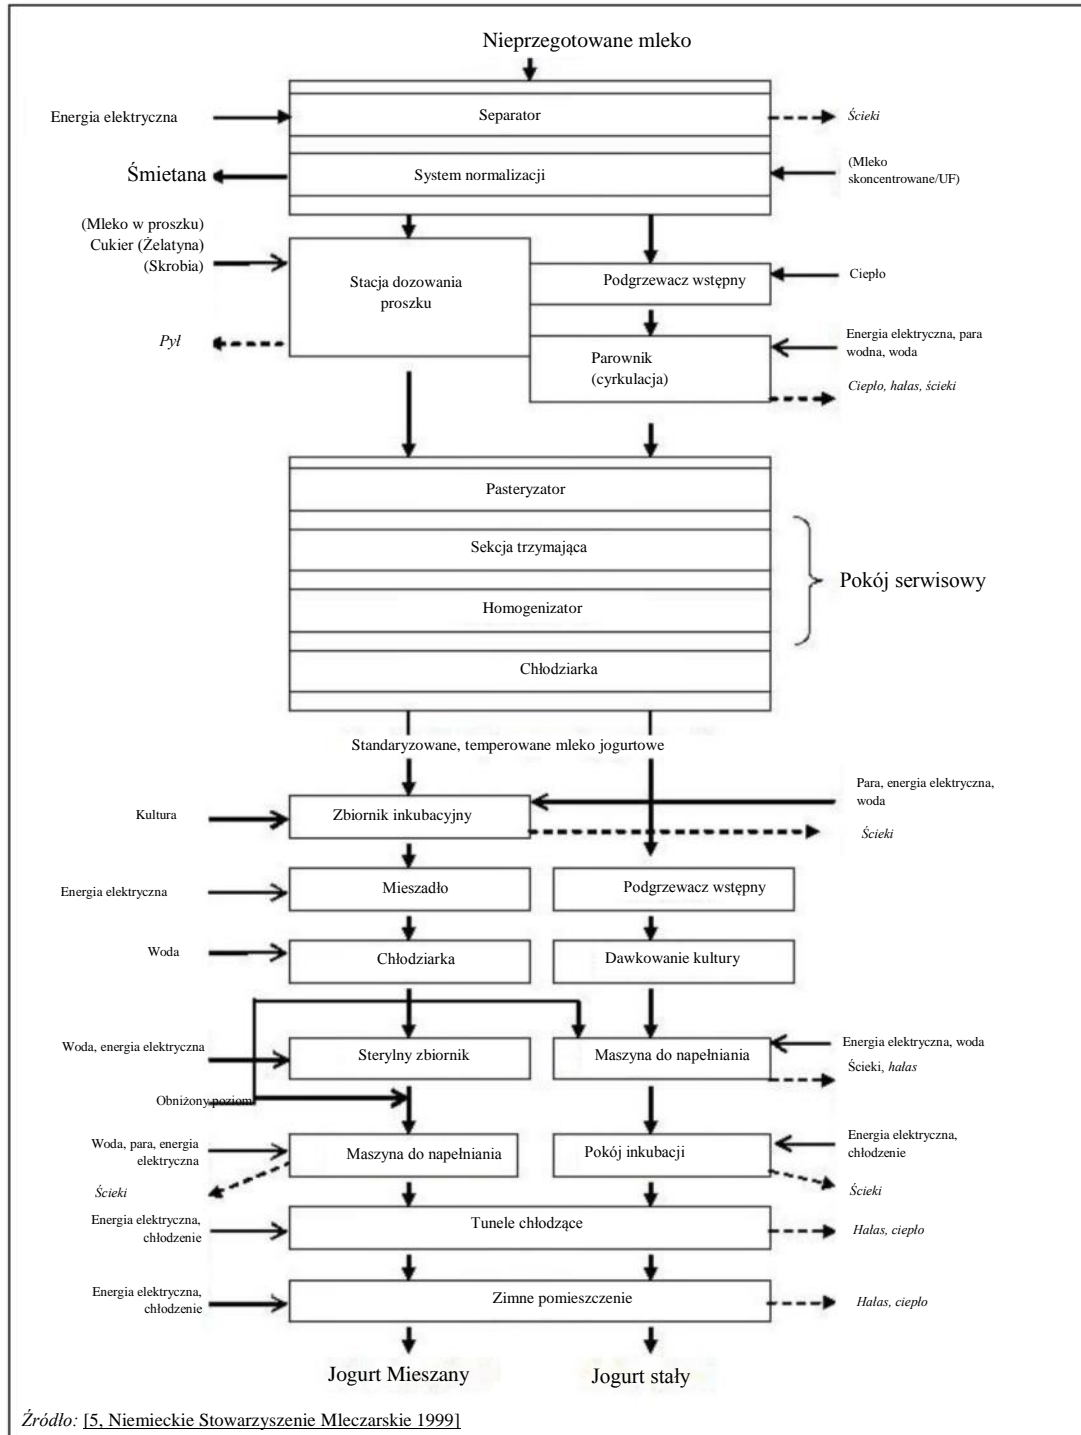 Nieprzegotowane mleko
Energia elektryczna
Separator
Ścieki
Śmietana
System normalizacji
(Mleko
skoncentrowane/UF)
(Mleko w proszku)
Cukier (Żelatyna)
(Skrobia)
Stacja dozowania
proszku
Podgrzewacz wstępny
Ciepło
Pył
Parownik
(cyrkulacja)
Energia elektryczna, para
wodna, woda
Ciepło, hałas, ścieki
Pasteryzator
Sekcja trzymająca
Homogenizator
Pokój serwisowy
Chłodziarka
Standaryzowane, temperowane mleko jogurtowe
Kultura
Zbiornik inkubacyjny
Para, energia elektryczna,
woda
Ścieki
Energia elektryczna
Mieszadło
Podgrzewacz wstępny
Woda
Chłodziarka
Dawkowanie kultury
Woda, energia elektryczna
Sterylny zbiornik
Maszyna do napełniania
Energia elektryczna, woda
Ścieki, hałas
Obniżony poziom
Woda, para, energia
elektryczna
Maszyna do napełniania
Pokój inkubacji
Energia elektryczna,
chłodzenie
Ścieki
Ścieki
Energia elektryczna,
chłodzenie
Tunele chłodzące
Hałas, ciepło
Energia elektryczna,
chłodzenie
Zimne pomieszczenie
Hałas, ciepło
Jogurt Mieszany
Jogurt stały
Źródło: [5, Niemieckie Stowarzyszenie Mleczarskie 1999]